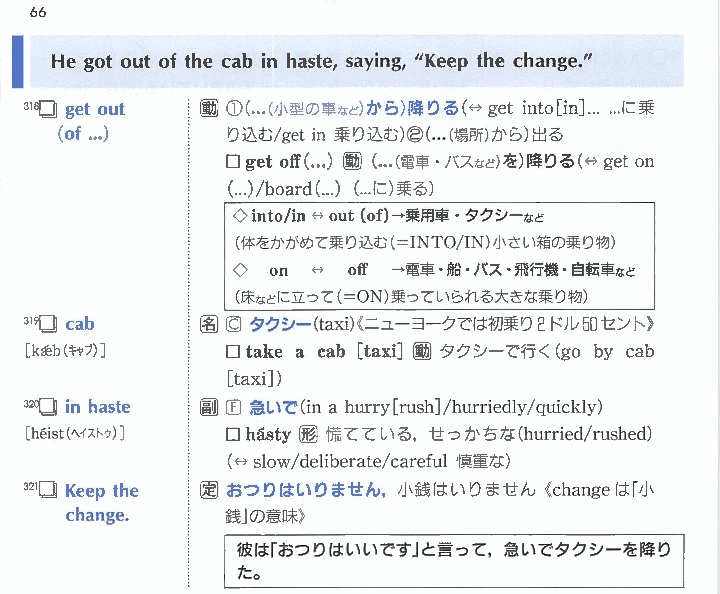 66
He got out of the cab in haste, saying, “Keep the change.”
318 □ get out
(of ...)
動 ①(...(小型の車など)から)降りる(↔ get into[in]... ...に乗
り込む/get in 乗り込む)②(...(場所)から)出る
□ get off(...) 動 (...(電車・バスなど)を)降りる(↔ get on
(...)/board(...) (...に)乗る)
◇ into/in ↔ out (of)→乗用車・タクシーなど
(体をかがめて乗り込む(=INTO/IN)小さい箱の乗り物)
◇ on ↔ off →電車・船・バス・飛行機・自転車など
(床などに立って(=ON)乗っていられる大きな乗り物)
319 □ cab
[kǽb(キャブ)]
名 C タクシー(taxi)《ニューヨークでは初乗り2ドル50セント》
□ take a cab [taxi] 動 タクシーで行く(go by cab
[taxi])
320 □ in haste
[héist(ヘイストゥ)]
副 F 急いで(in a hurry[rush]/hurriedly/quickly)
□ hásty 形 慌てている, せっかちな(hurried/rushed)
(↔ slow/deliberate/careful 慎重な)
321 □ Keep the
change.
定 おつりはいりません, 小銭はいりません《changeは「小
銭」の意味》
彼は「おつりはいいです」と言って, 急いでタクシーを降り
た。